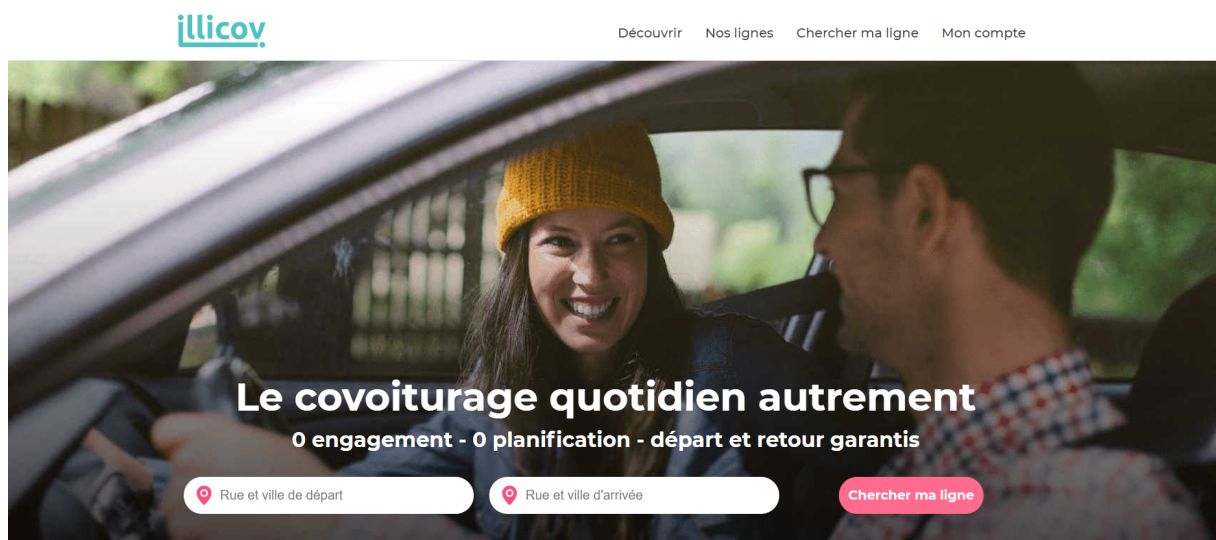 illicov
Découvrir
Nos lignes
Chercher ma ligne
Mon compte
Le covoiturage quotidien autrement
0 engagement - 0 planification - départ et retour garantis
Rue et ville de départ
Rue et ville d'arrivée
Chercher ma ligne